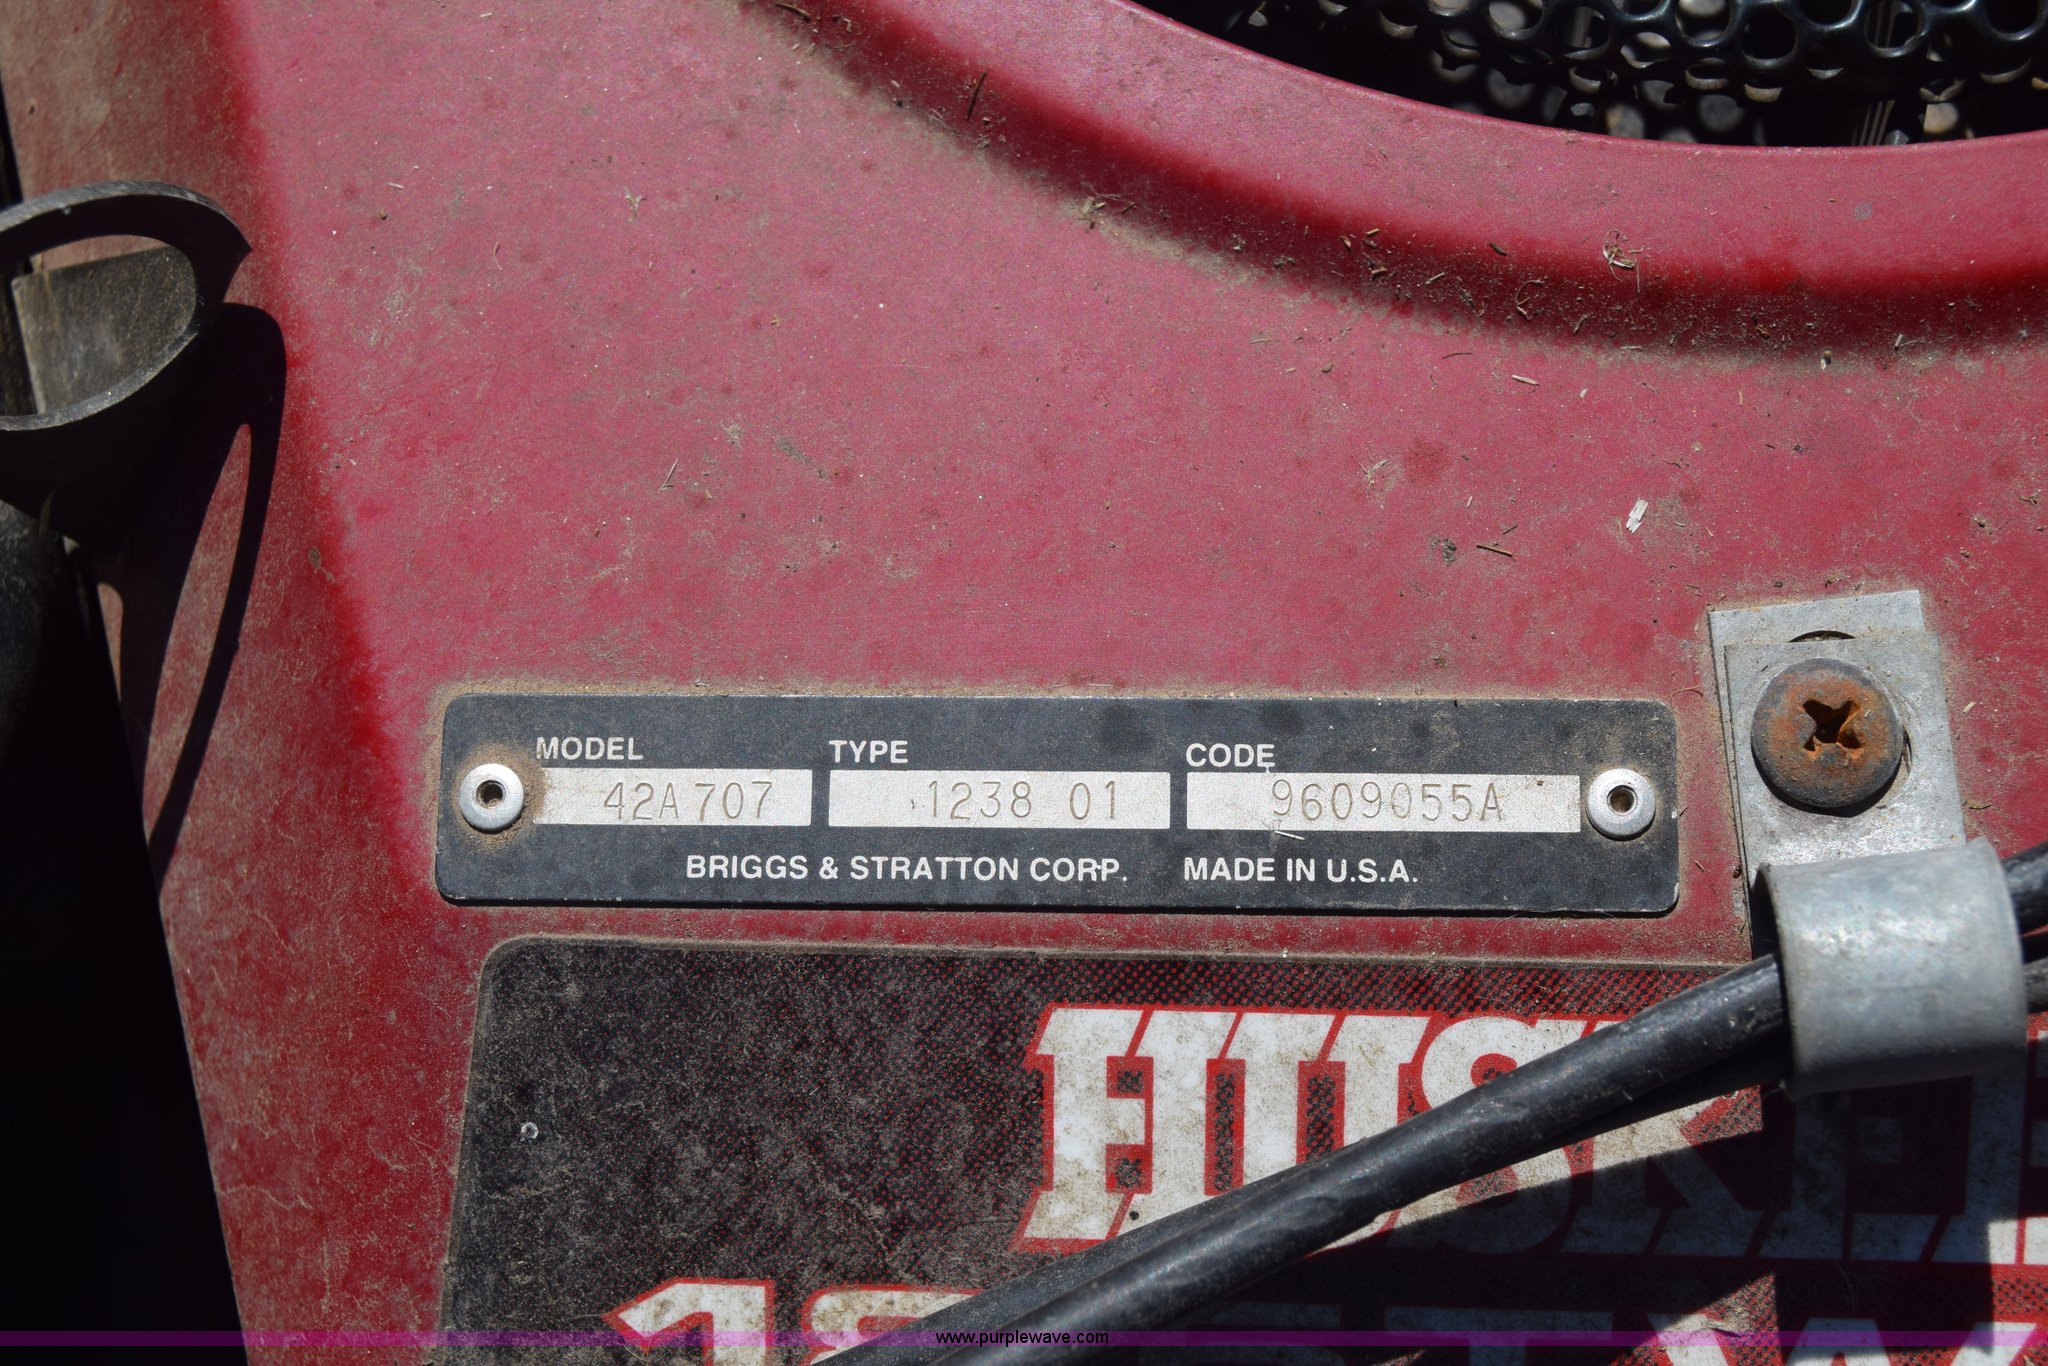 MODEL TYPE CODE
42A707 1238 01 9609055A
BRIGGS & STRATTON CORP. MADE IN U.S.A.
www.purplewave.com